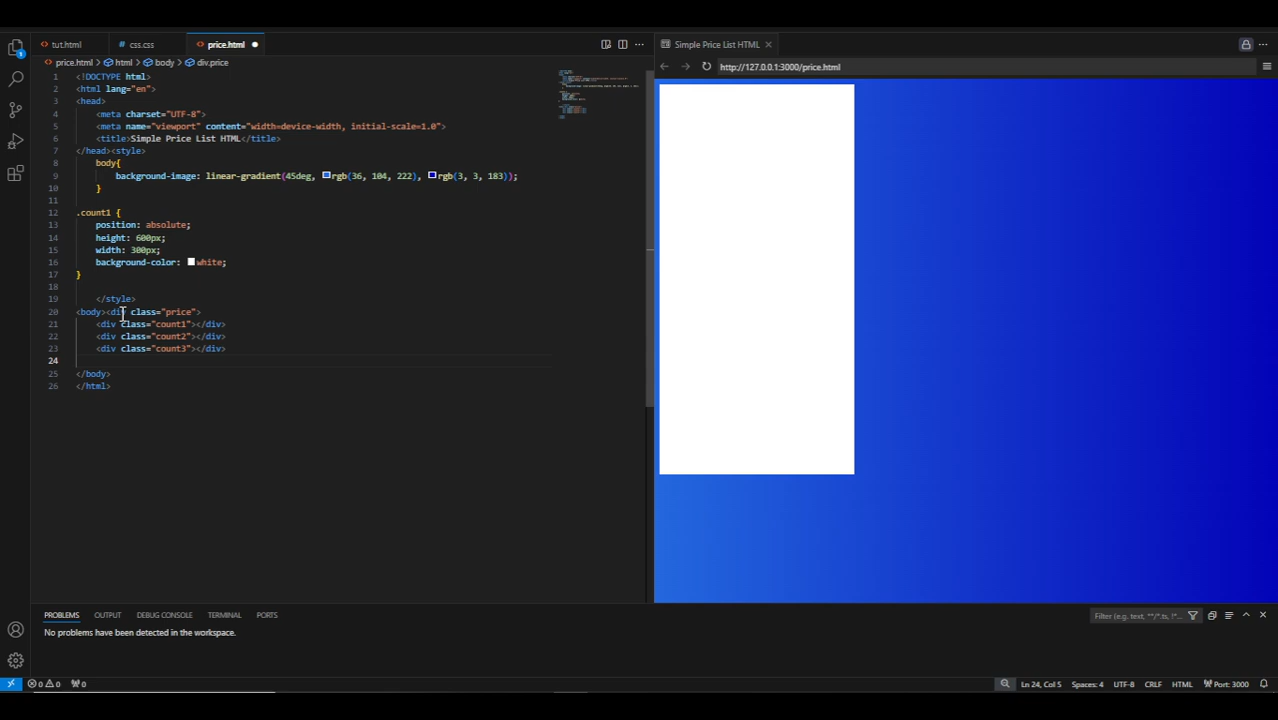 tut.html
css.css
price.html
Simple Price List HTML
price.html > html > body > div.price
http://127.0.0.1:3000/price.html
1 <!DOCTYPE html>
2 <html lang="en">
3 <head>
4 <meta charset="UTF-8">
5 <meta name="viewport" content="width=device-width, initial-scale=1.0">
6 <title>Simple Price List HTML</title>
7 </head><style>
8 body{
9 background-image: linear-gradient(45deg, rgb(36, 104, 222), rgb(3, 3, 183));
10 }
11
12 .count1 {
13 position: absolute;
14 height: 600px;
15 width: 300px;
16 background-color: white;
17 }
18
19 </style>
20 <body><div class="price">
21 <div class="count1"></div>
22 <div class="count2"></div>
23 <div class="count3"></div>
24
25 </body>
26 </html>
1
PROBLEMS OUTPUT DEBUG CONSOLE TERMINAL PORTS
Filter (e.g. text, **/*.ts, !*...
No problems have been detected in the workspace.
0 0 0
Ln 24, Col 5 Spaces: 4 UTF-8 CRLF HTML Port: 3000